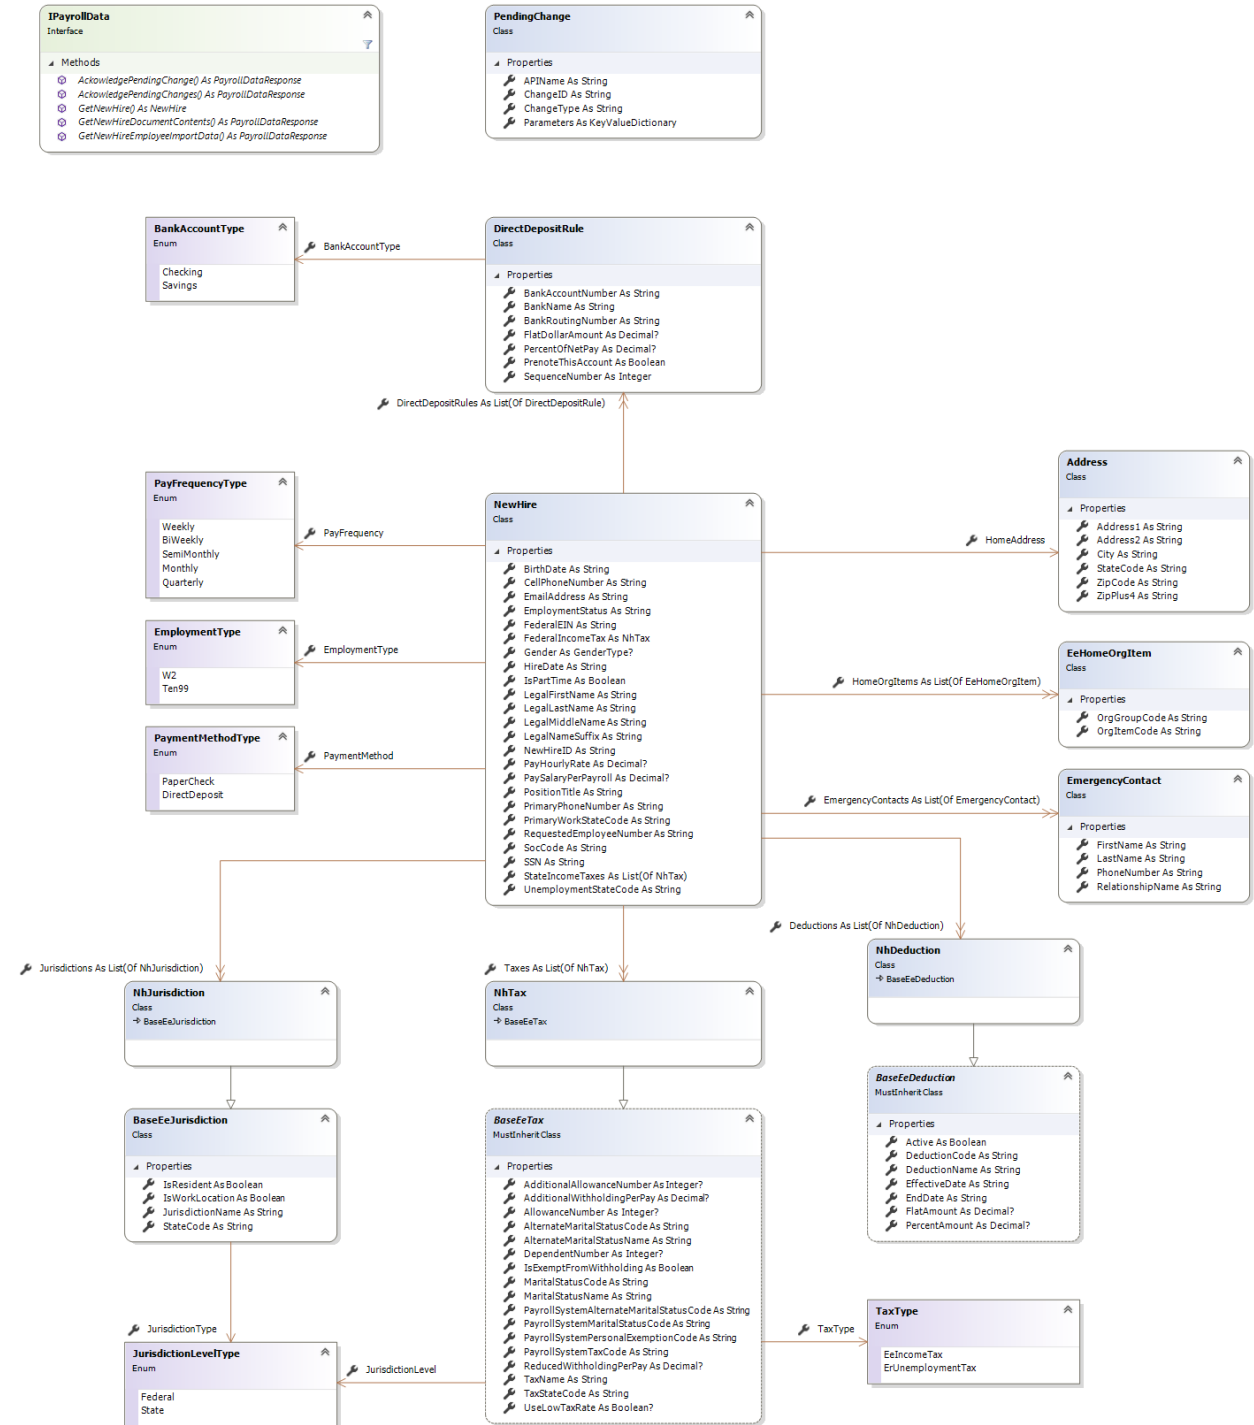 IPayrollData
Interface
Methods
AckowledgePendingChange() As PayrollDataResponse
AckowledgePendingChanges() As PayrollDataResponse
GetNewHire() As NewHire
GetNewHireDocumentContents() As PayrollDataResponse
GetNewHireEmployeeImportData() As PayrollDataResponse
PendingChange
Class
Properties
APIName As String
ChangeID As String
ChangeType As String
Parameters As KeyValueDictionary
BankAccountType
Enum
Checking
Savings
BankAccountType
DirectDepositRule
Class
Properties
BankAccountNumber As String
BankName As String
BankRoutingNumber As String
FlatDollarAmount As Decimal?
PercentOfNetPay As Decimal?
PrenoteThisAccount As Boolean
SequenceNumber As Integer
DirectDepositRules As List(Of DirectDepositRule)
PayFrequencyType
Enum
Weekly
BiWeekly
SemiMonthly
Monthly
Quarterly
PayFrequency
EmploymentType
Enum
W2
Ten99
EmploymentType
PaymentMethodType
Enum
PaperCheck
DirectDeposit
PaymentMethod
NewHire
Class
Properties
BirthDate As String
CellPhoneNumber As String
EmailAddress As String
EmploymentStatus As String
FederalEIN As String
FederalIncomeTax As NhTax
Gender As GenderType?
HireDate As String
IsPartTime As Boolean
LegalFirstName As String
LegalLastName As String
LegalMiddleName As String
LegalNameSuffix As String
NewHireID As String
PayHourlyRate As Decimal?
PaySalaryPerPayroll As Decimal?
PositionTitle As String
PrimaryPhoneNumber As String
PrimaryWorkStateCode As String
RequestedEmployeeNumber As String
SocCode As String
SSN As String
StateIncomeTaxes As List(Of NhTax)
UnemploymentStateCode As String
HomeAddress
Address
Class
Properties
Address1 As String
Address2 As String
City As String
StateCode As String
ZipCode As String
ZipPlus4 As String
HomeOrgItems As List(Of EeHomeOrgItem)
EeHomeOrgItem
Class
Properties
OrgGroupCode As String
OrgItemCode As String
EmergencyContacts As List(Of EmergencyContact)
EmergencyContact
Class
Properties
FirstName As String
LastName As String
PhoneNumber As String
RelationshipName As String
Jurisdictions As List(Of NhJurisdiction)
NhJurisdiction
Class
BaseEeJurisdiction
Taxes As List(Of NhTax)
NhTax
Class
BaseEeTax
Deductions As List(Of NhDeduction)
NhDeduction
Class
BaseEeDeduction
BaseEeJurisdiction
Class
Properties
IsResident As Boolean
IsWorkLocation As Boolean
JurisdictionName As String
StateCode As String
JurisdictionType
JurisdictionLevelType
Enum
Federal
State
JurisdictionLevel
BaseEeTax
MustInherit Class
Properties
AdditionalAllowanceNumber As Integer?
AdditionalWithholdingPerPay As Decimal?
AllowanceNumber As Integer?
AlternateMaritalStatusCode As String
AlternateMaritalStatusName As String
DependentNumber As Integer?
IsExemptFromWithholding As Boolean
MaritalStatusCode As String
MaritalStatusName As String
PayrollSystemAlternateMaritalStatusCode As String
PayrollSystemMaritalStatusCode As String
PayrollSystemPersonalExemptionCode As String
PayrollSystemTaxCode As String
ReducedWithholdingPerPay As Decimal?
TaxName As String
TaxStateCode As String
UseLowTaxRate As Boolean?
BaseEeDeduction
MustInherit Class
Properties
Active As Boolean
DeductionCode As String
DeductionName As String
EffectiveDate As String
EndDate As String
FlatAmount As Decimal?
PercentAmount As Decimal?
TaxType
TaxType
Enum
EeIncomeTax
ErUnemploymentTax